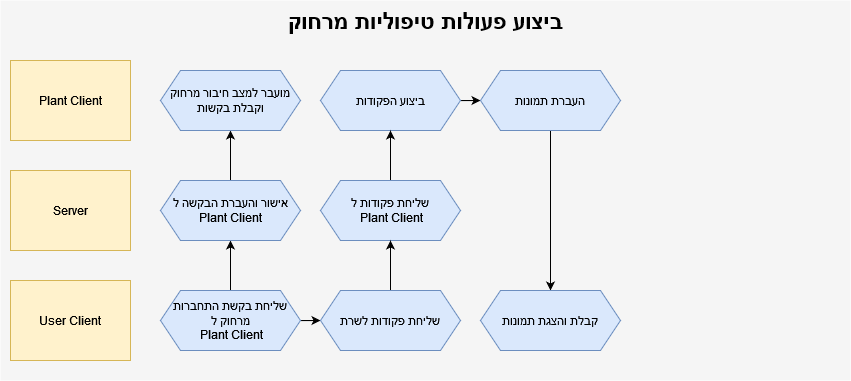 ביצוע פעולות טיפוליות מרחוק
Plant Client
מועבר למצב חיבור מרחוק
וקבלת בקשות
ביצוע הפקודות
העברת תמונות
Server
אישור והעברת הבקשה ל
Plant Client
שליחת פקודות ל
Plant Client
User Client
שליחת בקשת התחברות
מרחוק ל
Plant Client
שליחת פקודות לשרת
קבלת והצגת תמונות